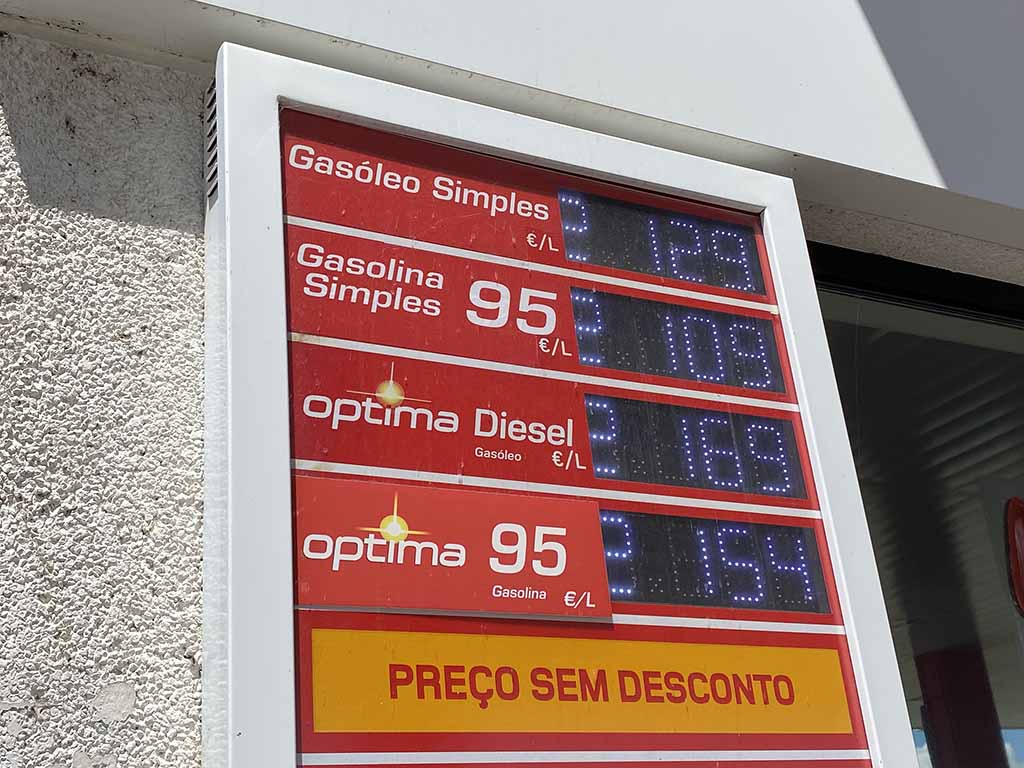 Gasóleo Simples
€/L
2.129
Gasolina
Simples 95
€/L
2.109
optima Diesel
Gasóleo €/L
2.169
optima 95
Gasolina €/L
2.154
PREÇO SEM DESCONTO